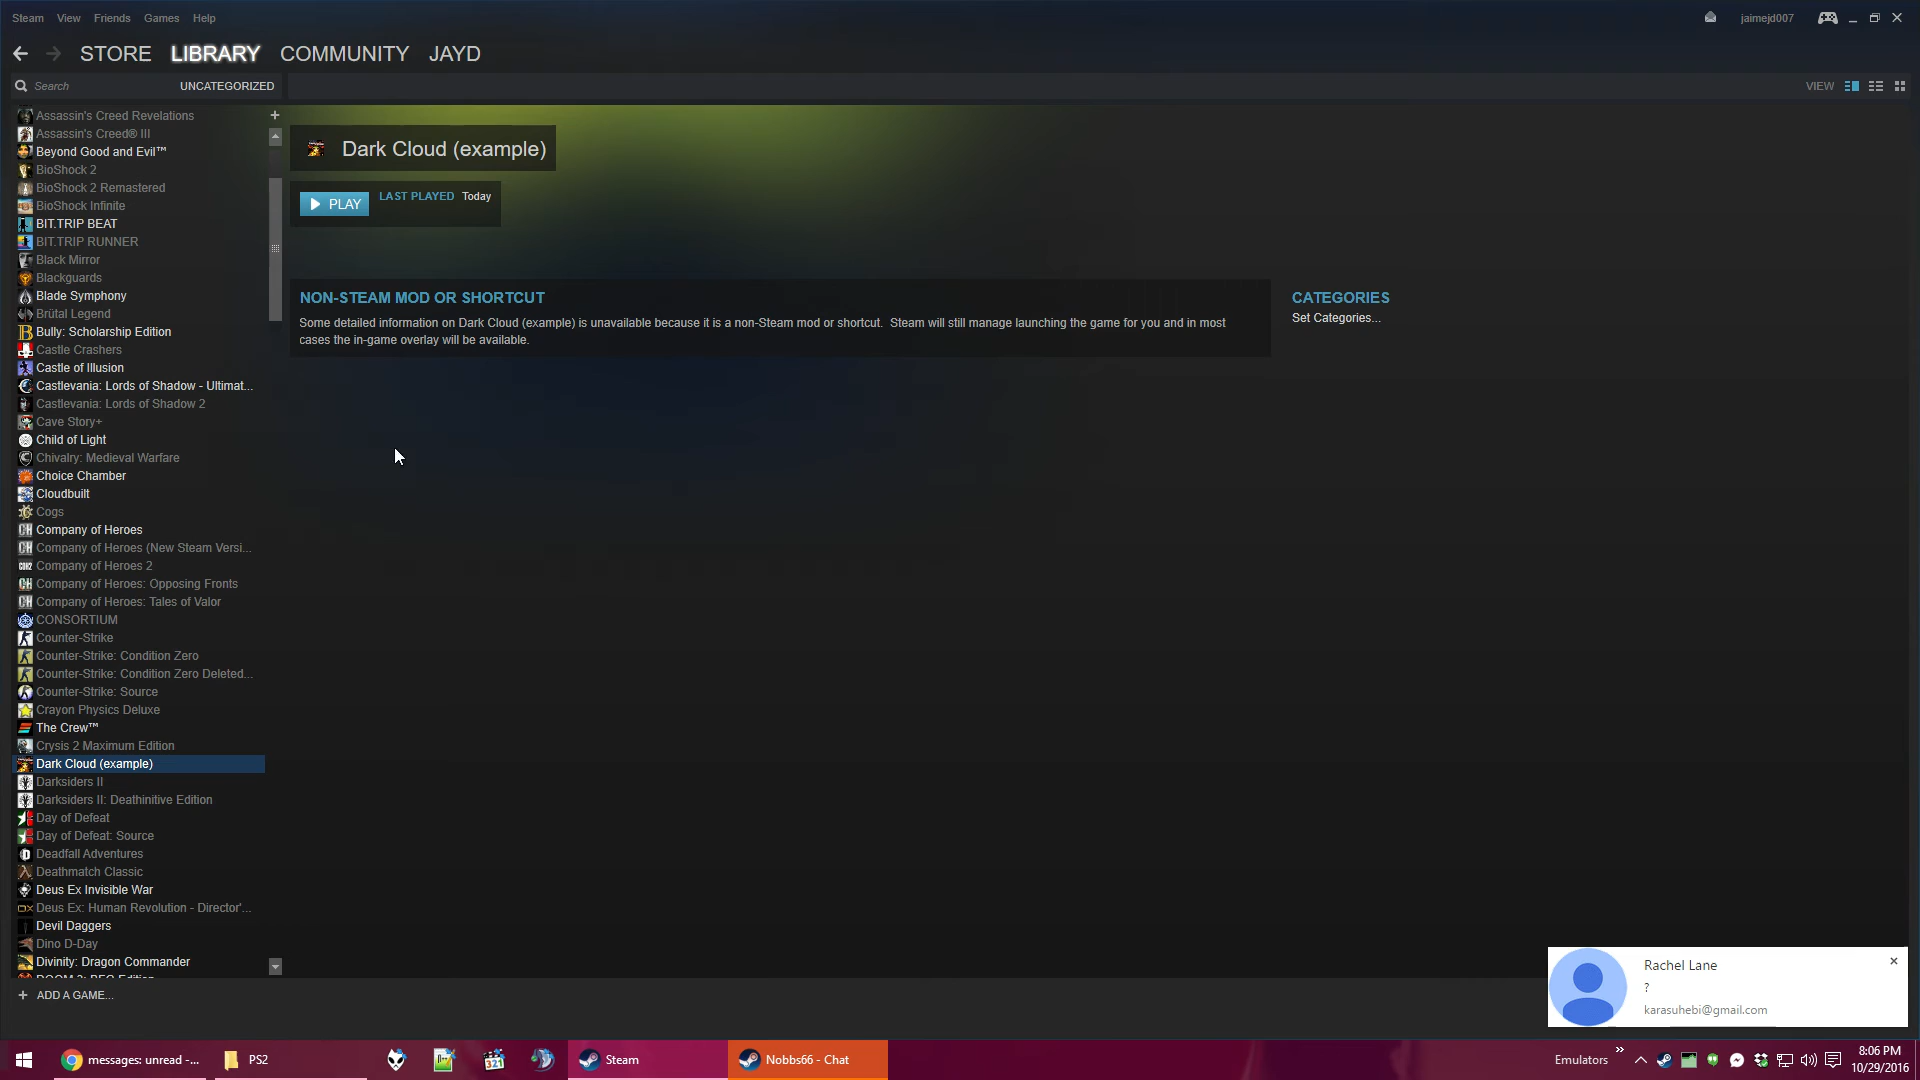 Steam View Friends Games Help
jaimejd007
STORE LIBRARY COMMUNITY JAYD
Search UNCATEGORIZED
VIEW
Assassin's Creed Revelations
Assassin's Creed® III
Beyond Good and Evil™
BioShock 2
BioShock 2 Remastered
BioShock Infinite
BIT.TRIP BEAT
BIT.TRIP RUNNER
Black Mirror
Blackguards
Blade Symphony
Brütal Legend
Bully: Scholarship Edition
Castle Crashers
Castle of Illusion
Castlevania: Lords of Shadow - Ultimat...
Castlevania: Lords of Shadow 2
Cave Story+
Child of Light
Chivalry: Medieval Warfare
Choice Chamber
Cloudbuilt
Cogs
Company of Heroes
Company of Heroes (New Steam Versi...
Company of Heroes 2
Company of Heroes: Opposing Fronts
Company of Heroes: Tales of Valor
CONSORTIUM
Counter-Strike
Counter-Strike: Condition Zero
Counter-Strike: Condition Zero Deleted...
Counter-Strike: Source
Crayon Physics Deluxe
The Crew™
Crysis 2 Maximum Edition
Dark Cloud (example)
Darksiders II
Darksiders II: Deathinitive Edition
Day of Defeat
Day of Defeat: Source
Deadfall Adventures
Deathmatch Classic
Deus Ex Invisible War
Deus Ex: Human Revolution - Director'...
Devil Daggers
Dino D-Day
Divinity: Dragon Commander
+ ADD A GAME...
Dark Cloud (example)
PLAY LAST PLAYED Today
NON-STEAM MOD OR SHORTCUT
Some detailed information on Dark Cloud (example) is unavailable because it is a non-Steam mod or shortcut. Steam will still manage launching the game for you and in most
cases the in-game overlay will be available.
CATEGORIES
Set Categories...
Rachel Lane
?
karasuhebi@gmail.com
messages: unread -...
PS2
Steam
Nobbs66 - Chat
Emulators
8:06 PM
10/29/2016